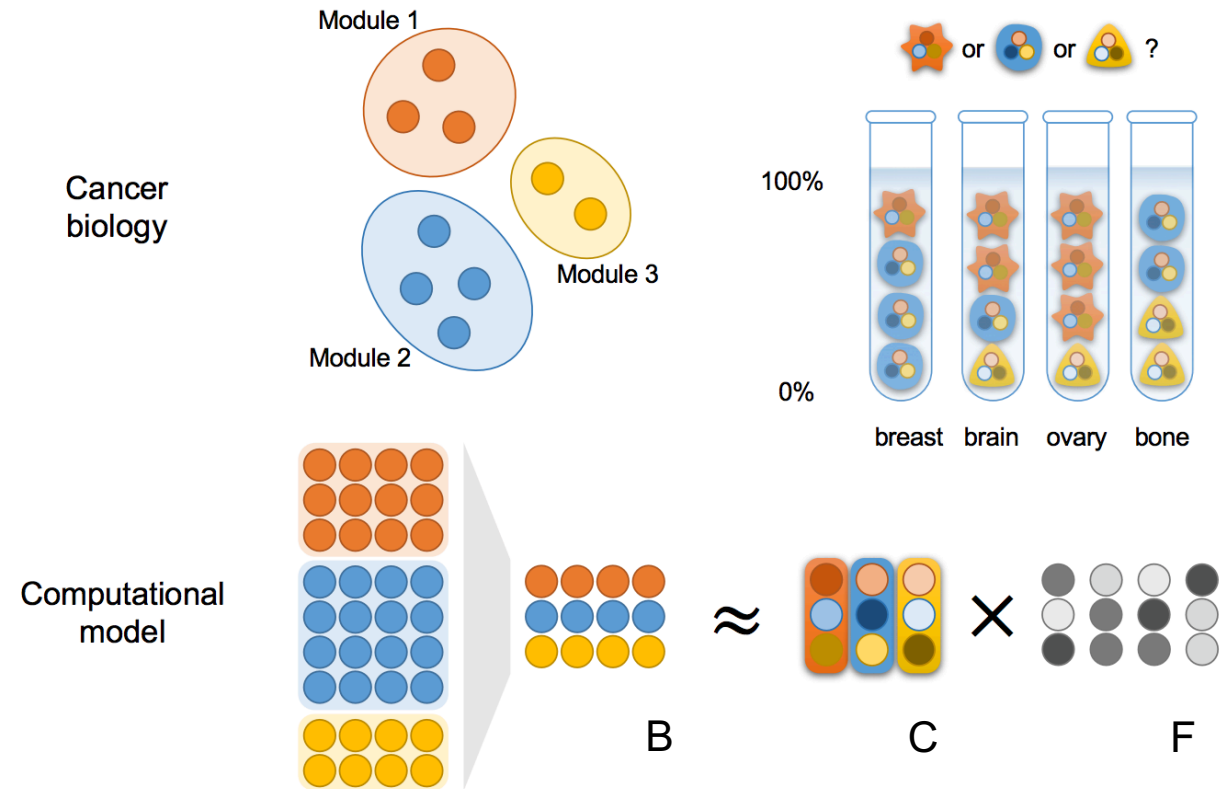 Module 1
or or ?
Cancer
biology
100%
Module 3
Module 2
0%
breast brain ovary bone
Computational
model
≈ ×
B C F